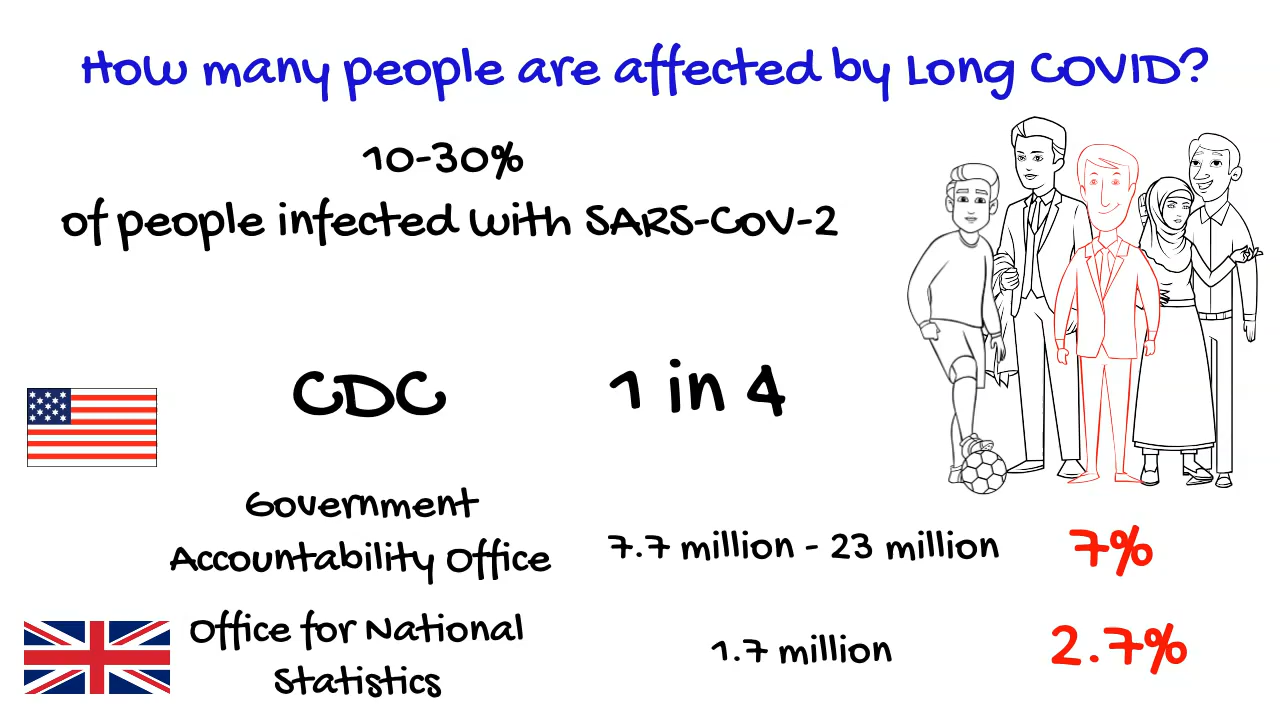 How many people are affected by Long COVID?
10-30%
of people infected with SARS-CoV-2
CDC 1 in 4
Government
Accountability Office 7.7 million - 23 million 7%
Office for National
Statistics 1.7 million 2.7%